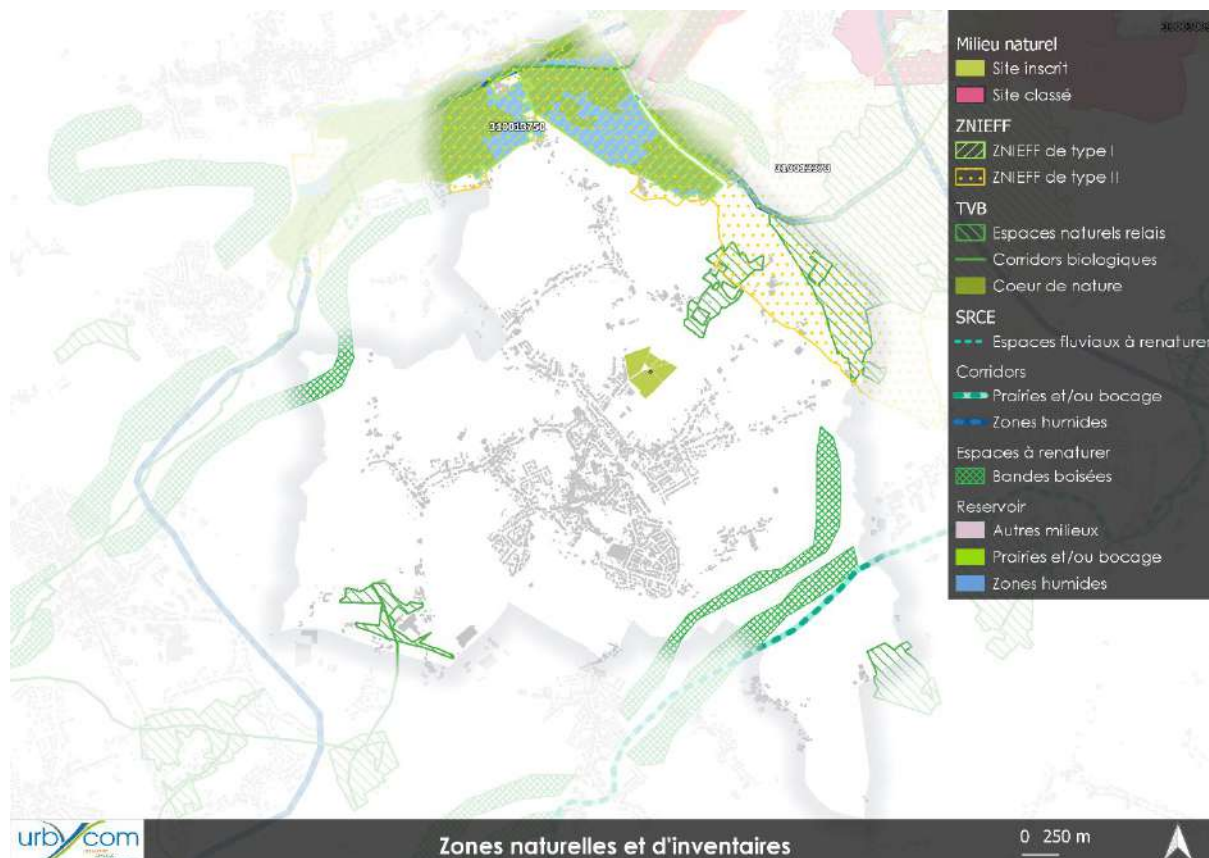 Milieu naturel
Site inscrit
Site classé
ZNIEFF
ZNIEFF de type I
ZNIEFF de type II
TVB
Espaces naturels relais
Corridors biologiques
Coeur de nature
SRCE
Espaces fluviaux à renaturer
Corridors
Prairies et/ou bocage
Zones humides
Espaces à renaturer
Bandes boisées
Reservoir
Autres milieux
Prairies et/ou bocage
Zones humides
310013750
urbycom
Zones naturelles et d'inventaires
0 250 m